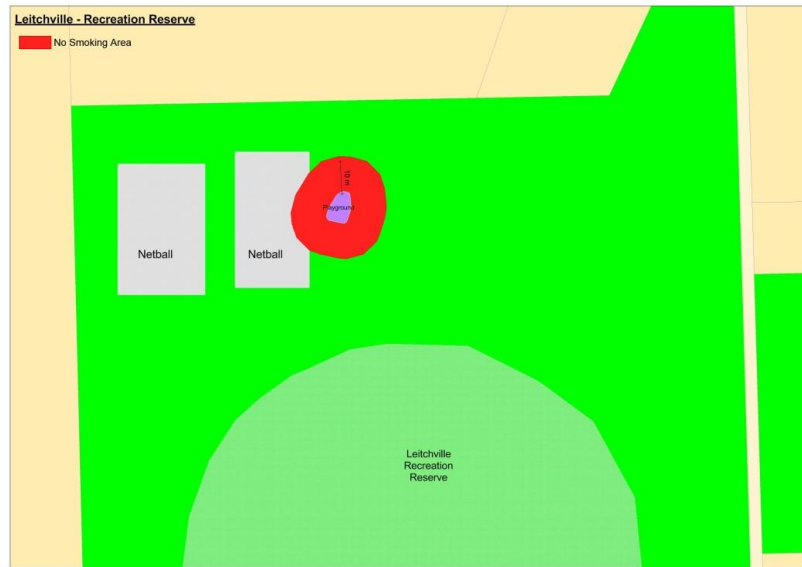 Leitchville - Recreation Reserve
No Smoking Area
10 m
Playground
Netball
Netball
Leitchville
Recreation
Reserve